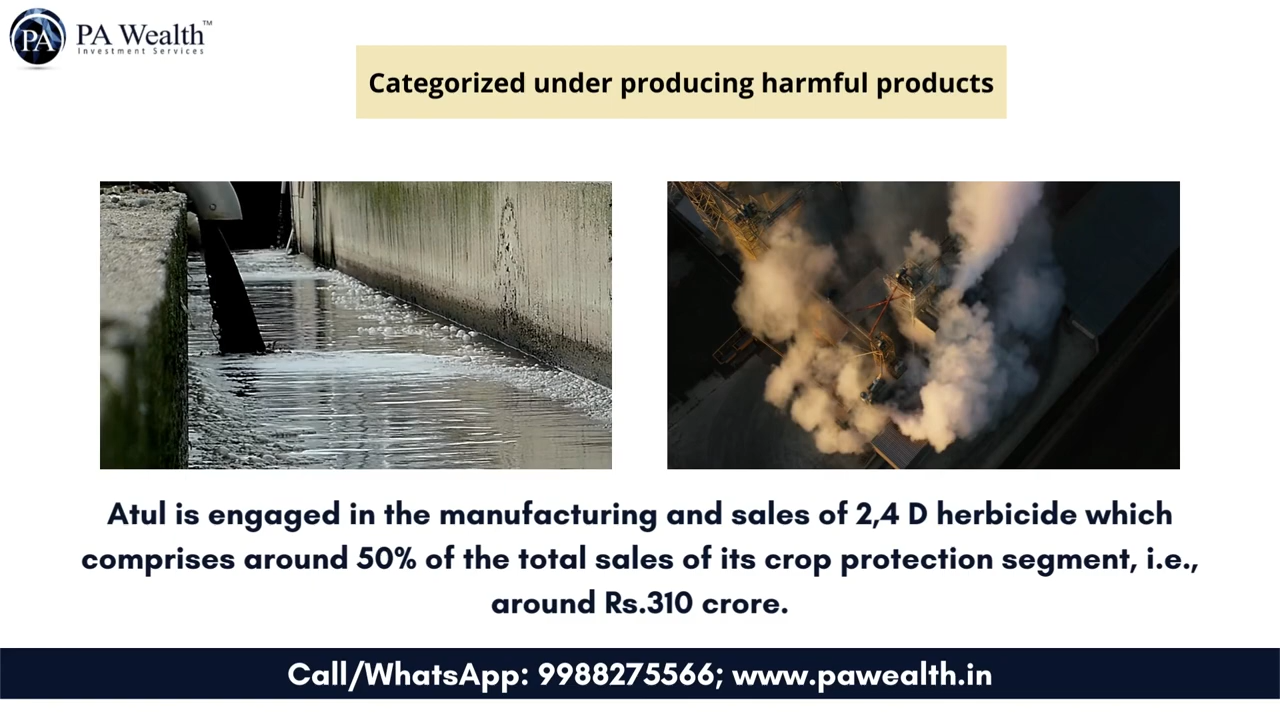 PA
PA Wealth™
Investment Services
Categorized under producing harmful products
Atul is engaged in the manufacturing and sales of 2,4 D herbicide which
comprises around 50% of the total sales of its crop protection segment, i.e.,
around Rs.310 crore.
Call/WhatsApp: 9988275566; www.pawealth.in